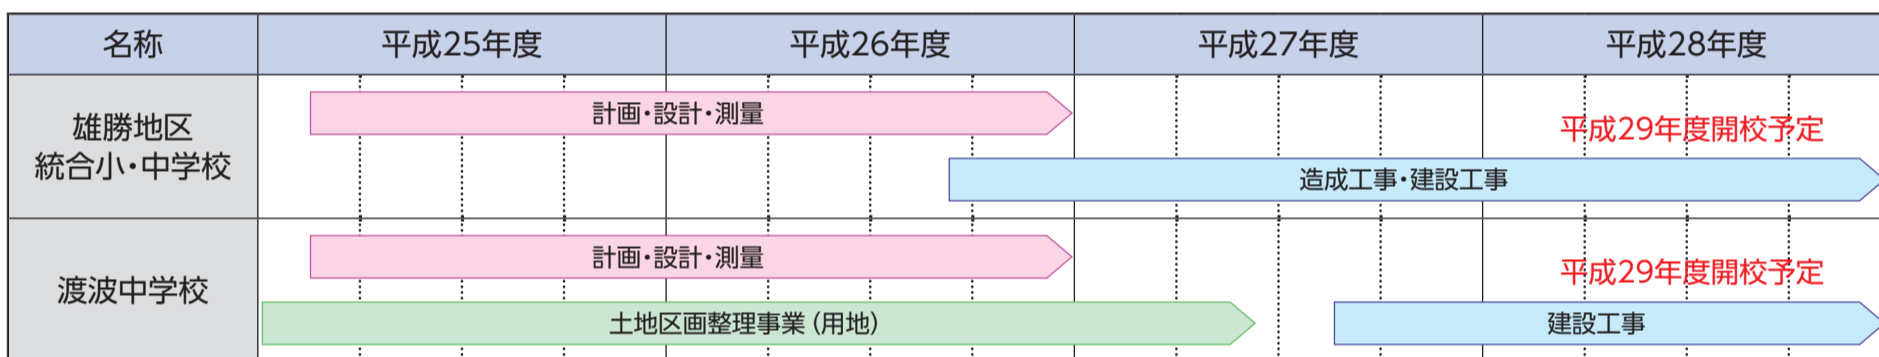 名称 平成25年度 平成26年度 平成27年度 平成28年度
雄勝地区
統合小・中学校
計画・設計・測量
平成29年度開校予定
造成工事・建設工事
渡波中学校
計画・設計・測量
平成29年度開校予定
土地区画整理事業（用地）
建設工事